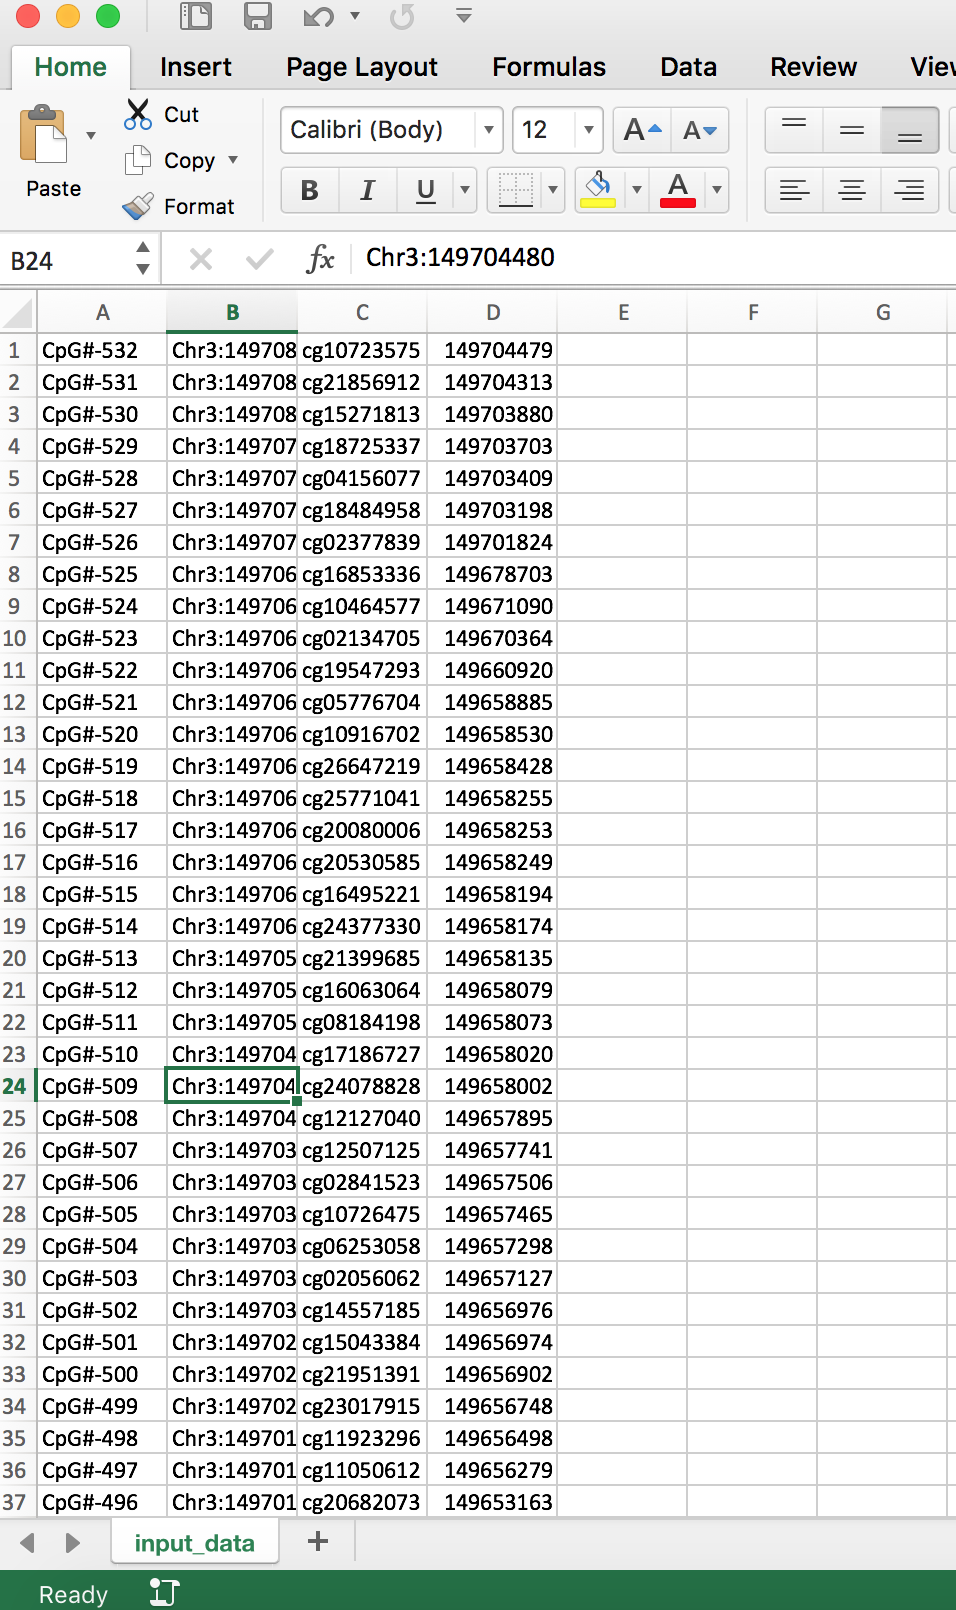 Home Insert Page Layout Formulas Data Review View
Cut
Calibri (Body) 12 A A
Copy
Paste
B I U A
Format
B24 fx Chr3:149704480
A B C D E F G
1 CpG#-532 Chr3:149708 cg10723575 149704479
2 CpG#-531 Chr3:149708 cg21856912 149704313
3 CpG#-530 Chr3:149708 cg15271813 149703880
4 CpG#-529 Chr3:149707 cg18725337 149703703
5 CpG#-528 Chr3:149707 cg04156077 149703409
6 CpG#-527 Chr3:149707 cg18484958 149703198
7 CpG#-526 Chr3:149707 cg02377839 149701824
8 CpG#-525 Chr3:149706 cg16853336 149678703
9 CpG#-524 Chr3:149706 cg10464577 149671090
10 CpG#-523 Chr3:149706 cg02134705 149670364
11 CpG#-522 Chr3:149706 cg19547293 149660920
12 CpG#-521 Chr3:149706 cg05776704 149658885
13 CpG#-520 Chr3:149706 cg10916702 149658530
14 CpG#-519 Chr3:149706 cg26647219 149658428
15 CpG#-518 Chr3:149706 cg25771041 149658255
16 CpG#-517 Chr3:149706 cg20080006 149658253
17 CpG#-516 Chr3:149706 cg20530585 149658249
18 CpG#-515 Chr3:149706 cg16495221 149658194
19 CpG#-514 Chr3:149706 cg24377330 149658174
20 CpG#-513 Chr3:149705 cg21399685 149658135
21 CpG#-512 Chr3:149705 cg16063064 149658079
22 CpG#-511 Chr3:149705 cg08184198 149658073
23 CpG#-510 Chr3:149704 cg17186727 149658020
24 CpG#-509 Chr3:149704 cg24078828 149658002
25 CpG#-508 Chr3:149704 cg12127040 149657895
26 CpG#-507 Chr3:149703 cg12507125 149657741
27 CpG#-506 Chr3:149703 cg02841523 149657506
28 CpG#-505 Chr3:149703 cg10726475 149657465
29 CpG#-504 Chr3:149703 cg06253058 149657298
30 CpG#-503 Chr3:149703 cg02056062 149657127
31 CpG#-502 Chr3:149703 cg14557185 149656976
32 CpG#-501 Chr3:149702 cg15043384 149656974
33 CpG#-500 Chr3:149702 cg21951391 149656902
34 CpG#-499 Chr3:149702 cg23017915 149656748
35 CpG#-498 Chr3:149701 cg11923296 149656498
36 CpG#-497 Chr3:149701 cg11050612 149656279
37 CpG#-496 Chr3:149701 cg20682073 149653163
input_data +
Ready